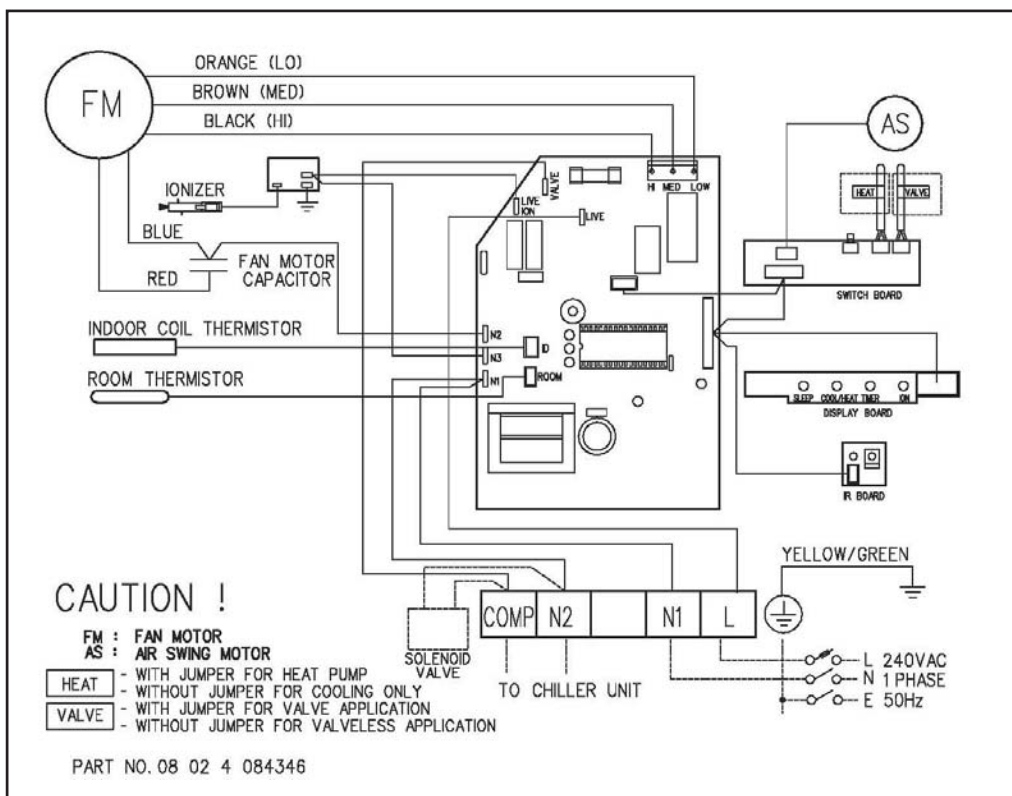 ORANGE (LO)
BROWN (MED)
BLACK (HI)
FM
AS
HEAT
VALVE
HI MED LOW
VALVE
LIVE
ION
LIVE
IONIZER
BLUE
FAN MOTOR
CAPACITOR
RED
SWITCH BOARD
INDOOR COIL THERMISTOR
N2
ID
N3
ROOM THERMISTOR
N1
ROOM
SLEEP COOL/HEAT TIMER ION
DISPLAY BOARD
IR BOARD
YELLOW/GREEN
CAUTION !
COMP N2 N1 L
FM : FAN MOTOR
AS : AIR SWING MOTOR
SOLENOID
VALVE
TO CHILLER UNIT
L 240VAC
N 1 PHASE
E 50Hz
HEAT - WITH JUMPER FOR HEAT PUMP
- WITHOUT JUMPER FOR COOLING ONLY
VALVE - WITH JUMPER FOR VALVE APPLICATION
- WITHOUT JUMPER FOR VALVELESS APPLICATION
PART NO. 08 02 4 084346